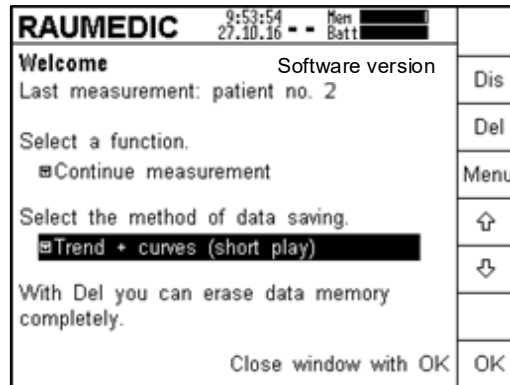 RAUMEDIC 9:53:54 Mem
27.10.16 - - Batt
Welcome Software version
Last measurement: patient no. 2
Dis
Del
Select a function.
Continue measurement
Menu
Select the method of data saving.
Trend + curves (short play)
With Del you can erase data memory
completely.
Close window with OK
OK